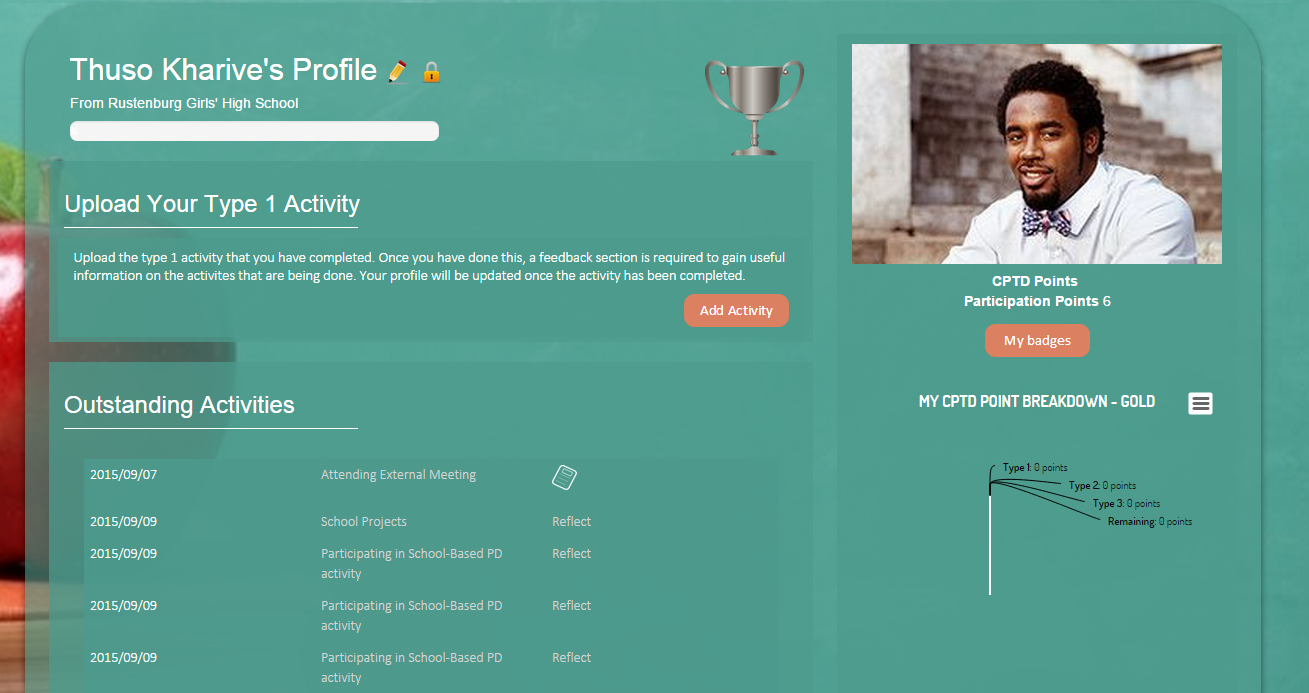 Thuso Kharive's Profile
From Rustenburg Girls' High School
Upload Your Type 1 Activity
Upload the type 1 activity that you have completed. Once you have done this, a feedback section is required to gain useful
information on the activites that are being done. Your profile will be updated once the activity has been completed.
Add Activity
Outstanding Activities
2015/09/07 Attending External Meeting
2015/09/09 School Projects Reflect
2015/09/09 Participating in School-Based PD Reflect
activity
2015/09/09 Participating in School-Based PD Reflect
activity
2015/09/09 Participating in School-Based PD Reflect
activity
CPTD Points
Participation Points 6
My badges
MY CPTD POINT BREAKDOWN - GOLD
Type 1: 0 points
Type 2: 0 points
Type 3: 0 points
Remaining: 0 points